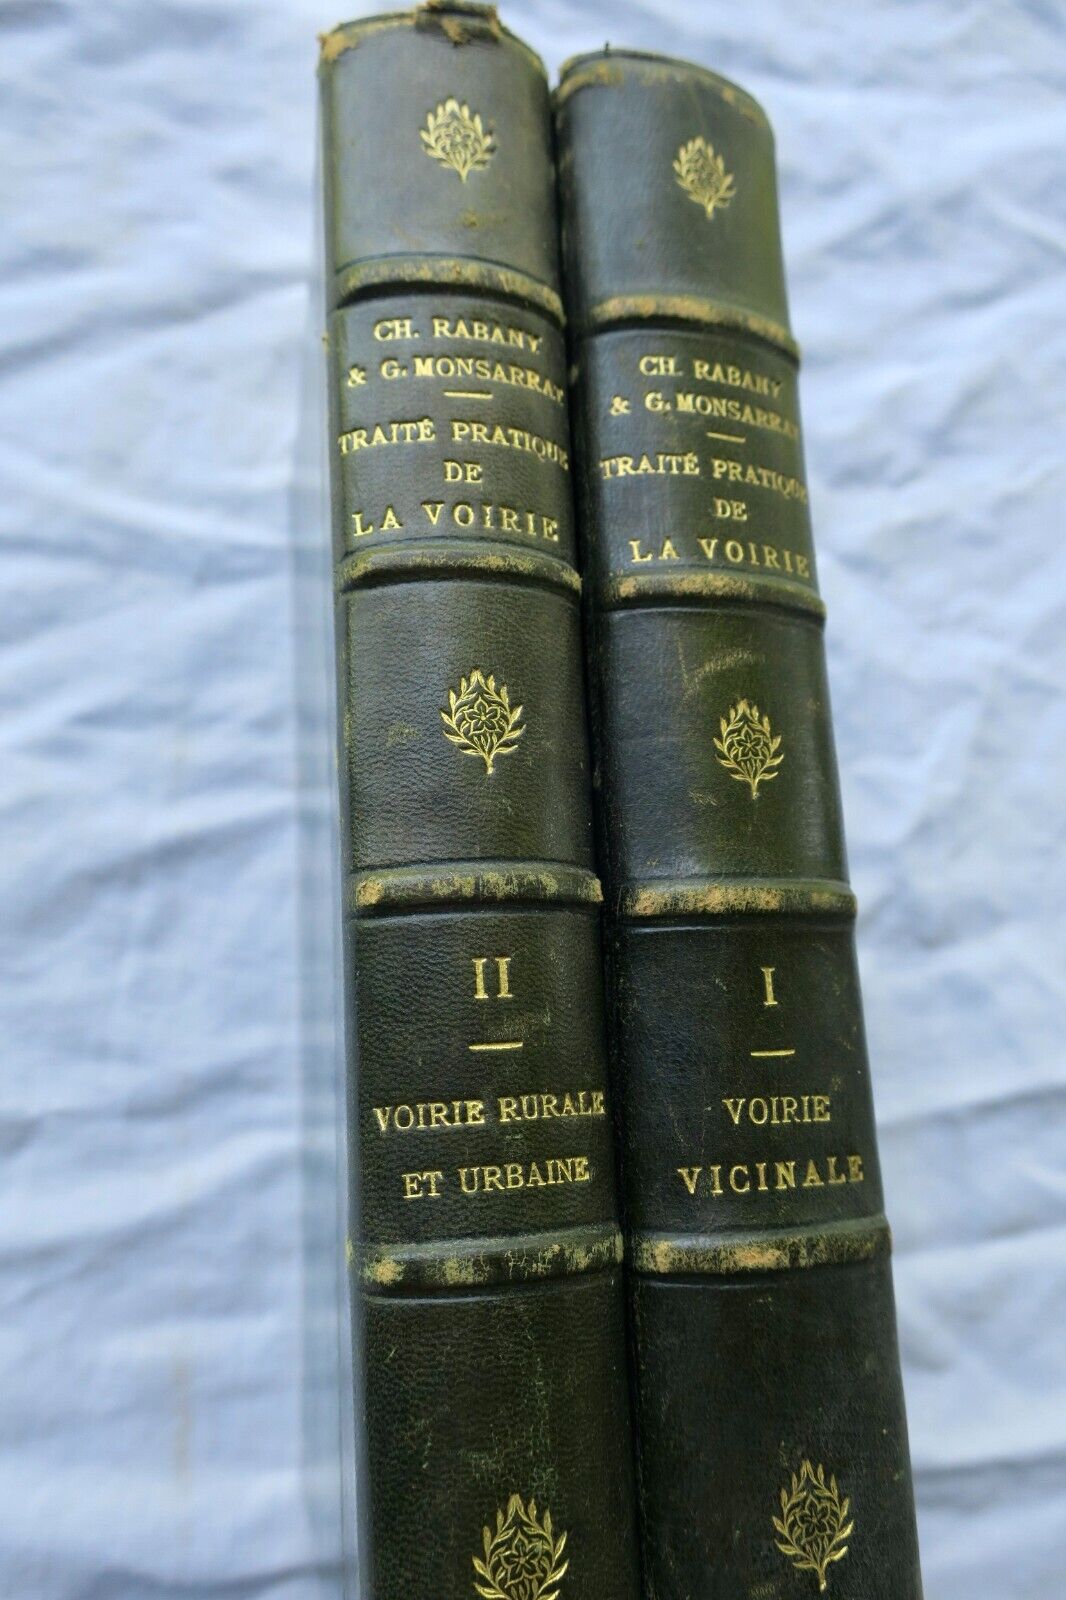 CH. RABANY
& G. MONSARRAT
TRAITÉ PRATIQUE
DE
LA VOIRIE
II
VOIRIE RURALE
ET URBAINE
CH. RABANY
& G. MONSARRAT
TRAITÉ PRATIQUE
DE
LA VOIRIE
I
VOIRIE
VICINALE